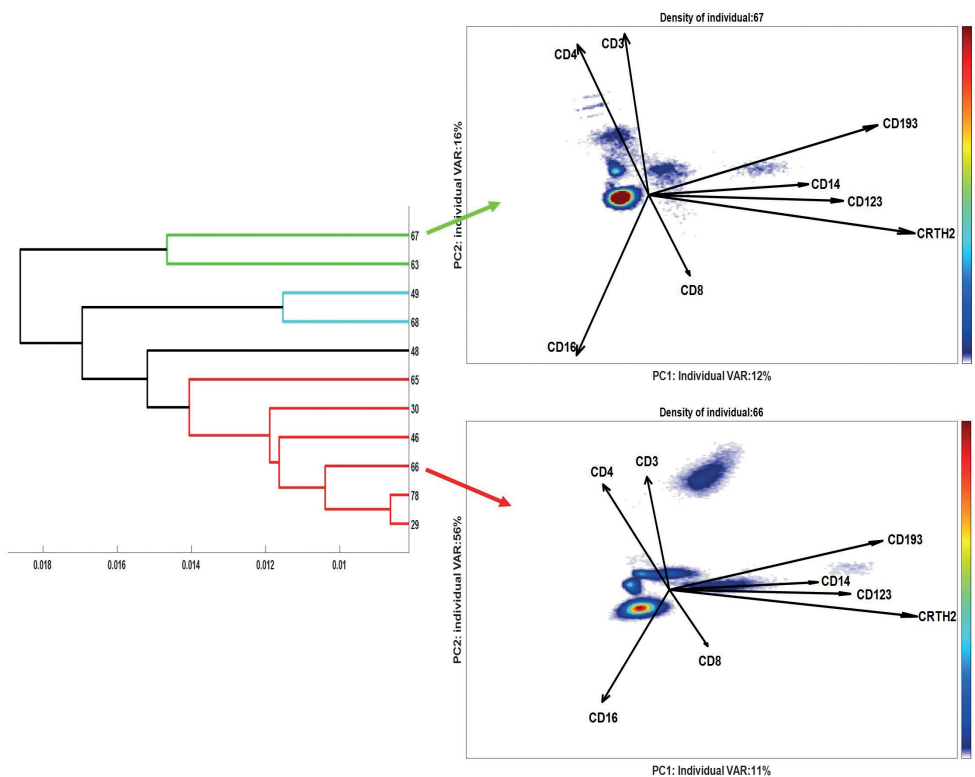 Density of individual:67
CD3
CD4
CD193
CD14
CD123
CRTH2
CD8
CD16
PC2: individual VAR:16%
PC1: Individual VAR:12%
67
63
49
68
48
65
30
46
66
78
29
0.018
0.016
0.014
0.012
0.01
Density of individual:66
CD3
CD4
CD193
CD14
CD123
CRTH2
CD8
CD16
PC2: individual VAR:56%
PC1: Individual VAR:11%